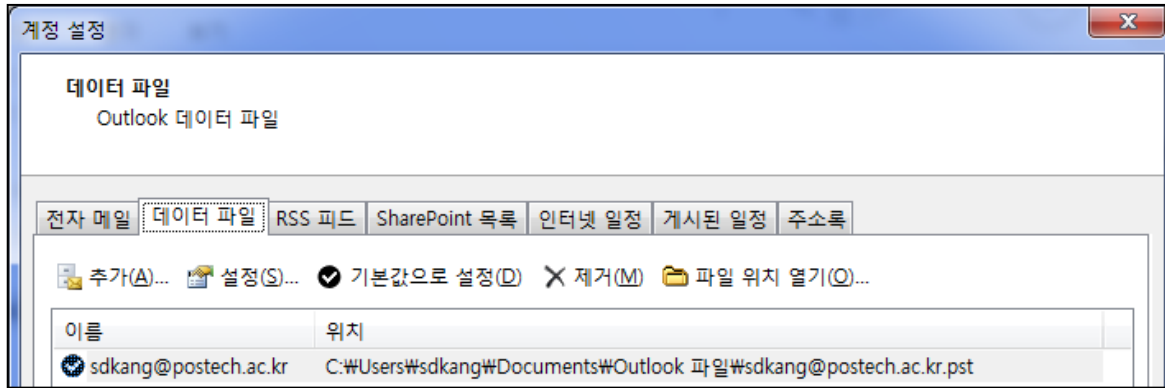 계정 설정
데이터 파일
Outlook 데이터 파일
전자 메일 데이터 파일 RSS 피드 SharePoint 목록 인터넷 일정 게시된 일정 주소록
추가(A)... 설정(S)... 기본값으로 설정(D) 제거(M) 파일 위치 열기(O)...
이름 위치
sdkang@postech.ac.kr C:₩Users₩sdkang₩Documents₩Outlook 파일₩sdkang@postech.ac.kr.pst